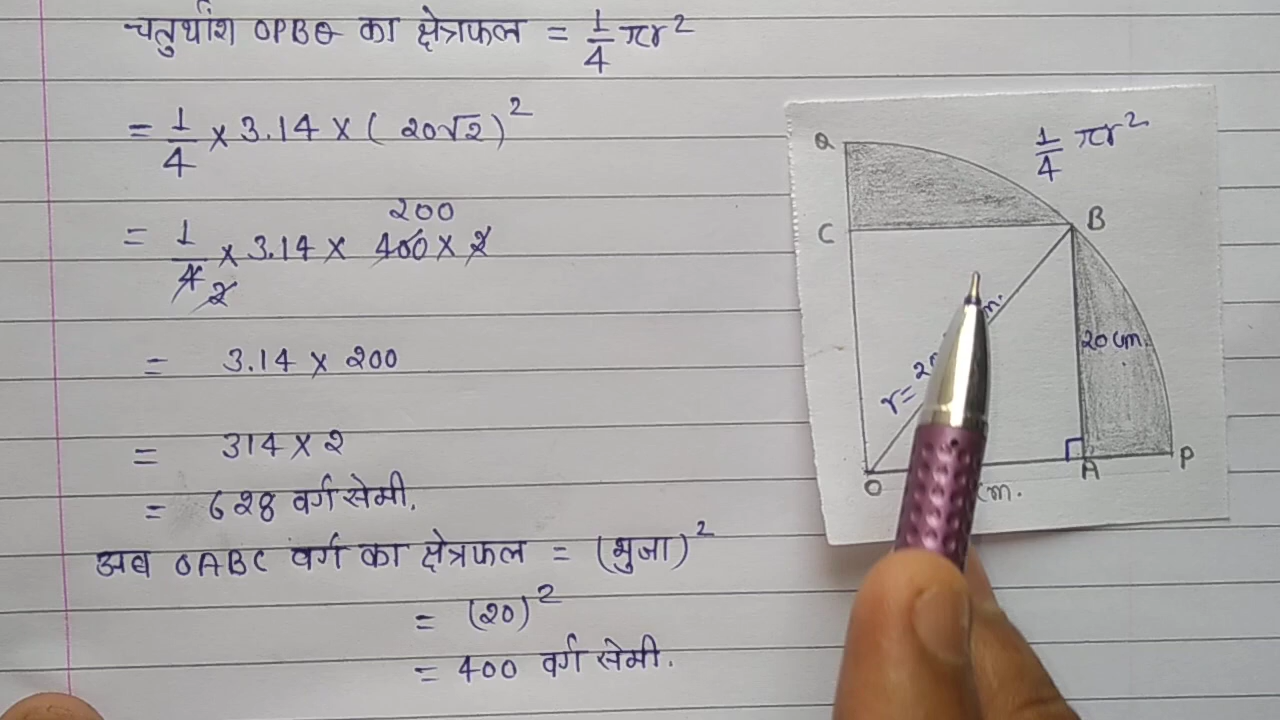 चतुर्थांश OPBQ का क्षेत्रफल = 1/4 πr²
= 1/4 × 3.14 × ( 20√2 )²
200
= 1/4 × 3.14 × 400 × 2
2
= 3.14 × 200
= 314 × 2
= 628 वर्ग सेमी.
अब OABC वर्ग का क्षेत्रफल = (भुजा)²
= (20)²
= 400 वर्ग सेमी.
Q
1/4 πr²
C
B
20 cm.
r=
O
A
P